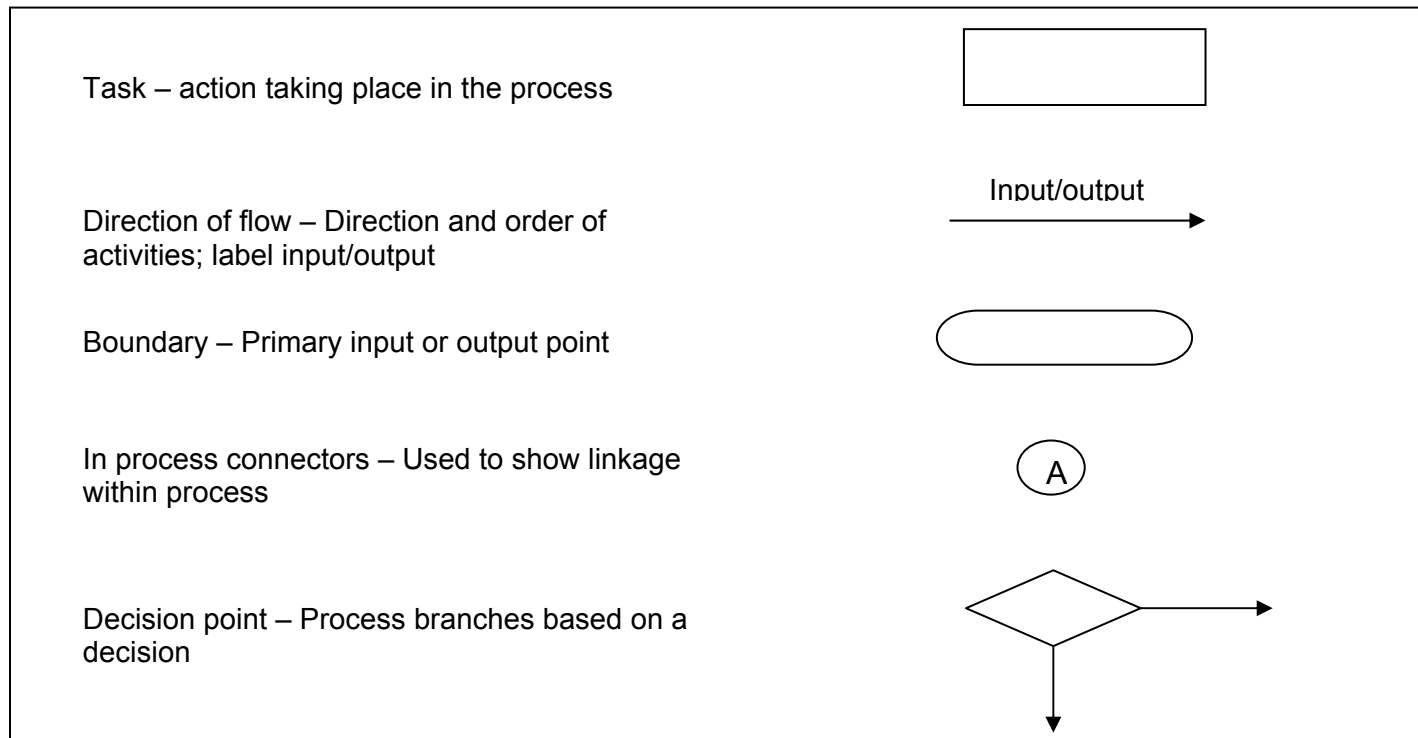 Task – action taking place in the process
Input/output
Direction of flow – Direction and order of
activities; label input/output
Boundary – Primary input or output point
In process connectors – Used to show linkage
within process
A
Decision point – Process branches based on a
decision